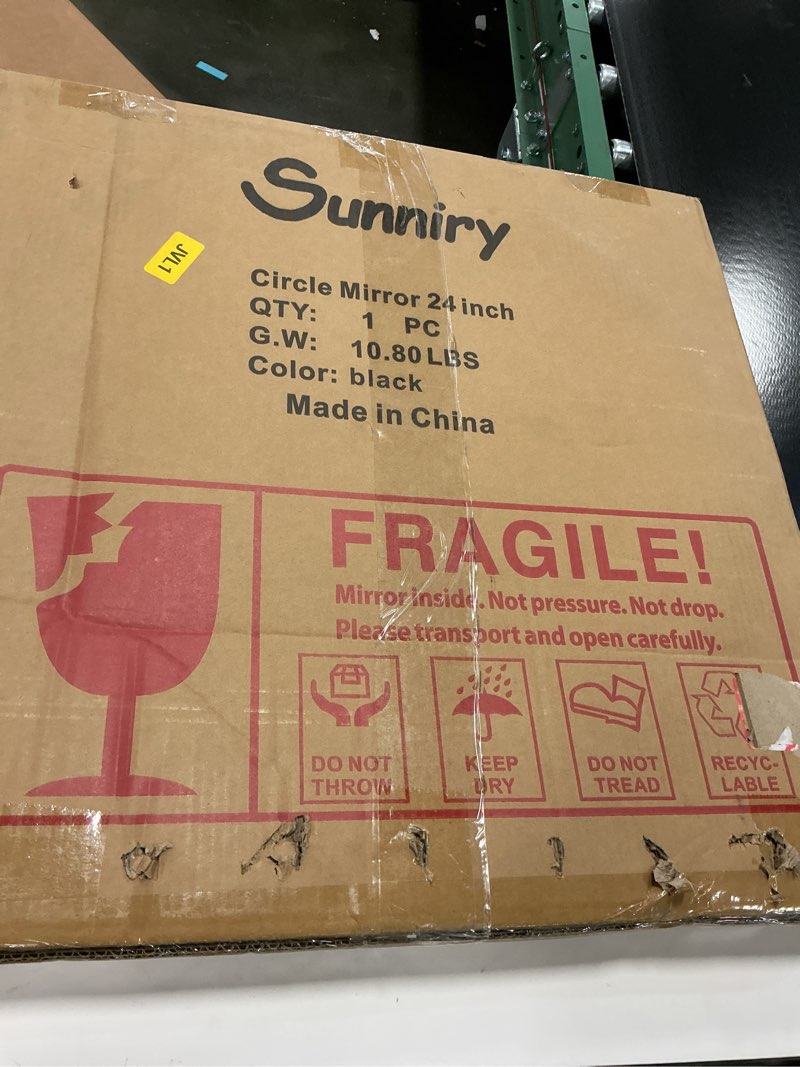 Sunniry
JVL1
Circle Mirror 24 inch
QTY: 1 PC
G.W: 10.80 LBS
Color: black
Made in China
FRAGILE!
Mirror inside. Not pressure. Not drop.
Please transport and open carefully.
DO NOT
THROW
KEEP
DRY
DO NOT
TREAD
RECYC-
LABLE